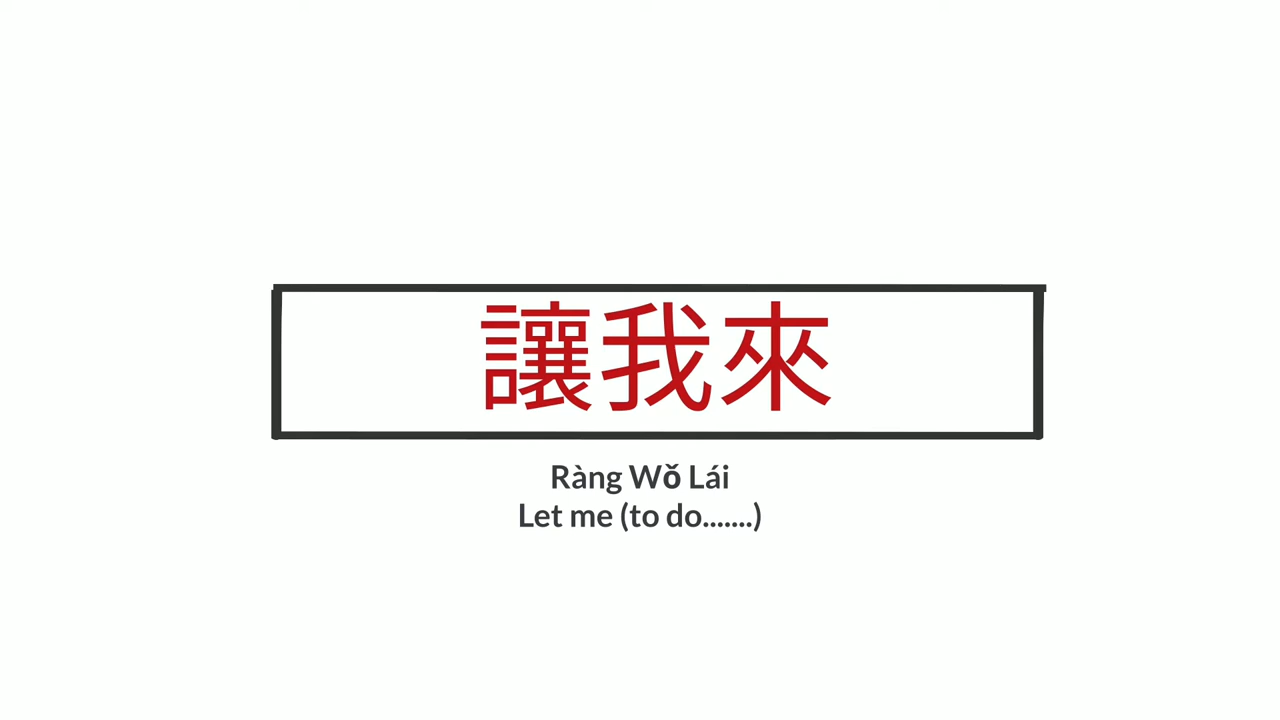 讓我來
Ràng Wǒ Lái
Let me (to do.......)